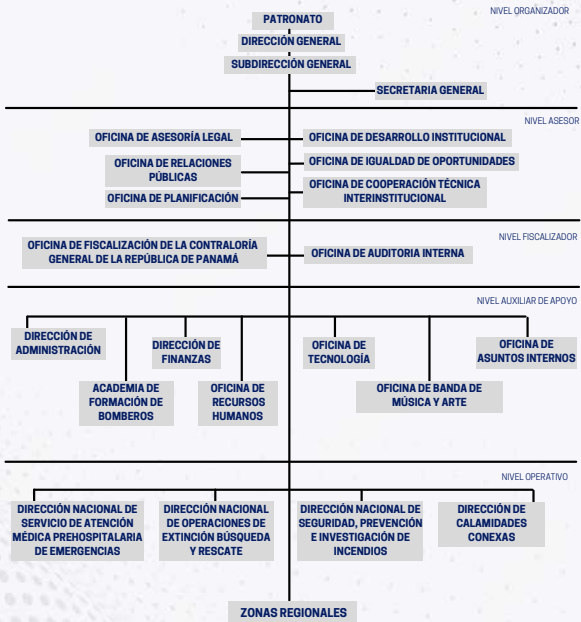 NIVEL ORGANIZADOR
PATRONATO
DIRECCIÓN GENERAL
SUBDIRECCIÓN GENERAL
SECRETARIA GENERAL
NIVEL ASESOR
OFICINA DE ASESORÍA LEGAL
OFICINA DE DESARROLLO INSTITUCIONAL
OFICINA DE RELACIONES
PÚBLICAS
OFICINA DE IGUALDAD DE OPORTUNIDADES
OFICINA DE PLANIFICACIÓN
OFICINA DE COOPERACIÓN TÉCNICA
INTERINSTITUCIONAL
NIVEL FISCALIZADOR
OFICINA DE FISCALIZACIÓN DE LA CONTRALORÍA
GENERAL DE LA REPÚBLICA DE PANAMÁ
OFICINA DE AUDITORIA INTERNA
NIVEL AUXILIAR DE APOYO
DIRECCIÓN DE
ADMINISTRACIÓN
DIRECCIÓN DE
FINANZAS
OFICINA DE
TECNOLOGÍA
OFICINA DE
ASUNTOS INTERNOS
ACADEMIA DE
FORMACIÓN DE
BOMBEROS
OFICINA DE
RECURSOS
HUMANOS
OFICINA DE BANDA DE
MÚSICA Y ARTE
NIVEL OPERATIVO
DIRECCIÓN NACIONAL DE
SERVICIO DE ATENCIÓN
MÉDICA PREHOSPITALARIA
DE EMERGENCIAS
DIRECCIÓN NACIONAL
DE OPERACIONES DE
EXTINCIÓN BÚSQUEDA
Y RESCATE
DIRECCIÓN NACIONAL DE
SEGURIDAD, PREVENCIÓN
E INVESTIGACIÓN DE
INCENDIOS
DIRECCIÓN DE
CALAMIDADES
CONEXAS
ZONAS REGIONALES